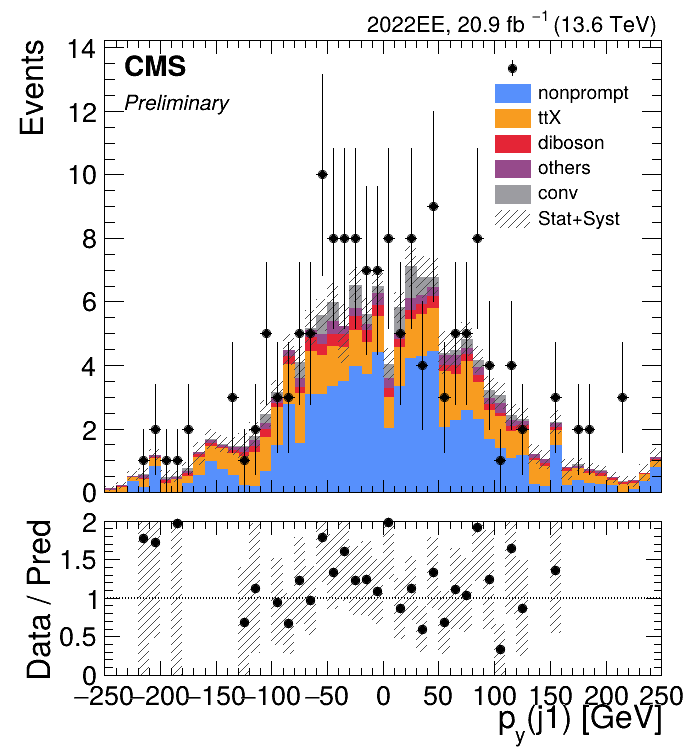 2022EE, 20.9 fb⁻¹ (13.6 TeV)
CMS
Preliminary
Events
14
12
10
8
6
4
2
0
nonprompt
ttX
diboson
others
conv
Stat+Syst
Data / Pred
2
1.5
1
0.5
0
−250 −200 −150 −100 −50 0 50 100 150 200 250
p_y(j1) [GeV]